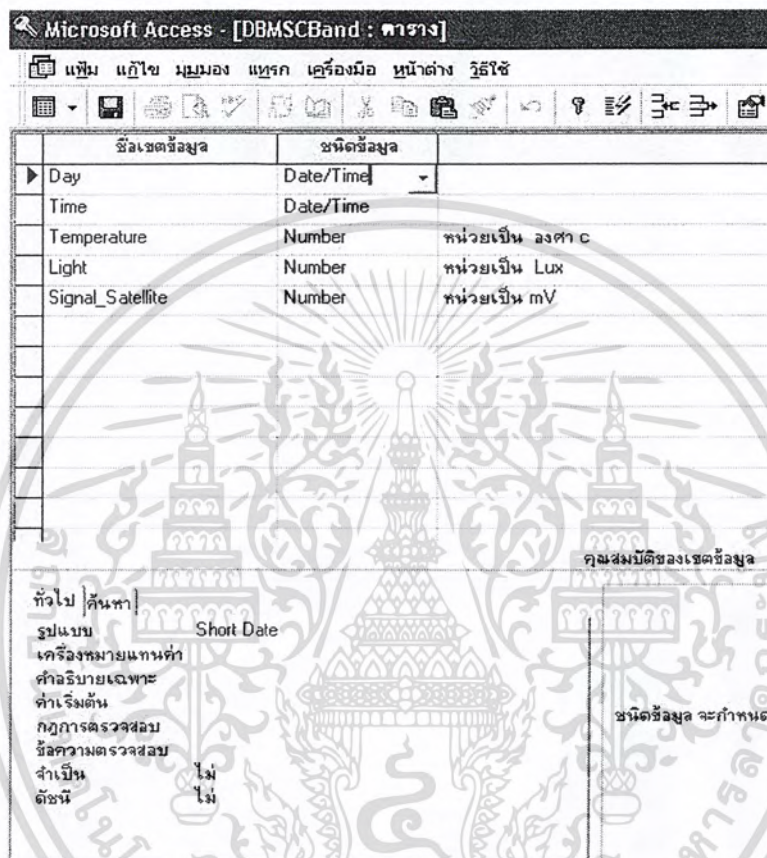 Microsoft Access - [DBMSCBand : ตาราง]
แฟ้ม แก้ไข มุมมอง แทรก เครื่องมือ หน้าต่าง วิธีใช้
ชื่อเขตข้อมูล ชนิดข้อมูล
Day Date/Time
Time Date/Time
Temperature Number หน่วยเป็น องศา c
Light Number หน่วยเป็น Lux
Signal_Satellite Number หน่วยเป็น mV
คุณสมบัติของเขตข้อมูล
ทั่วไป ค้นหา
รูปแบบ Short Date
เครื่องหมายแทนค่า
คำอธิบายเฉพาะ
ค่าเริ่มต้น
กฎการตรวจสอบ
ข้อความตรวจสอบ
จำเป็น ไม่
ดัชนี ไม่
ชนิดข้อมูล จะกำหนด